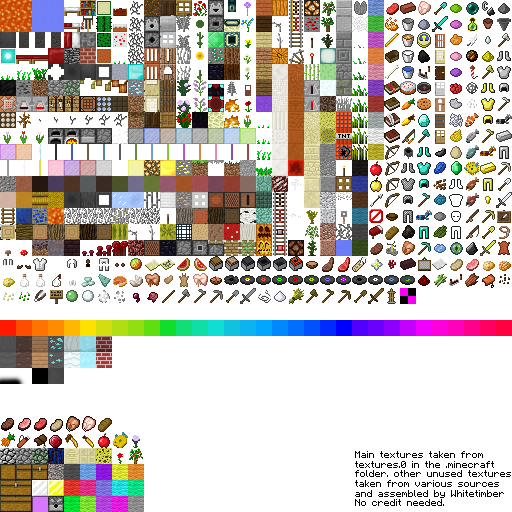 TNT
Main textures taken from
textures.0 in the .minecraft
folder. other unused textures
taken from various sources
and assembled by Whitetimber
No credit needed.